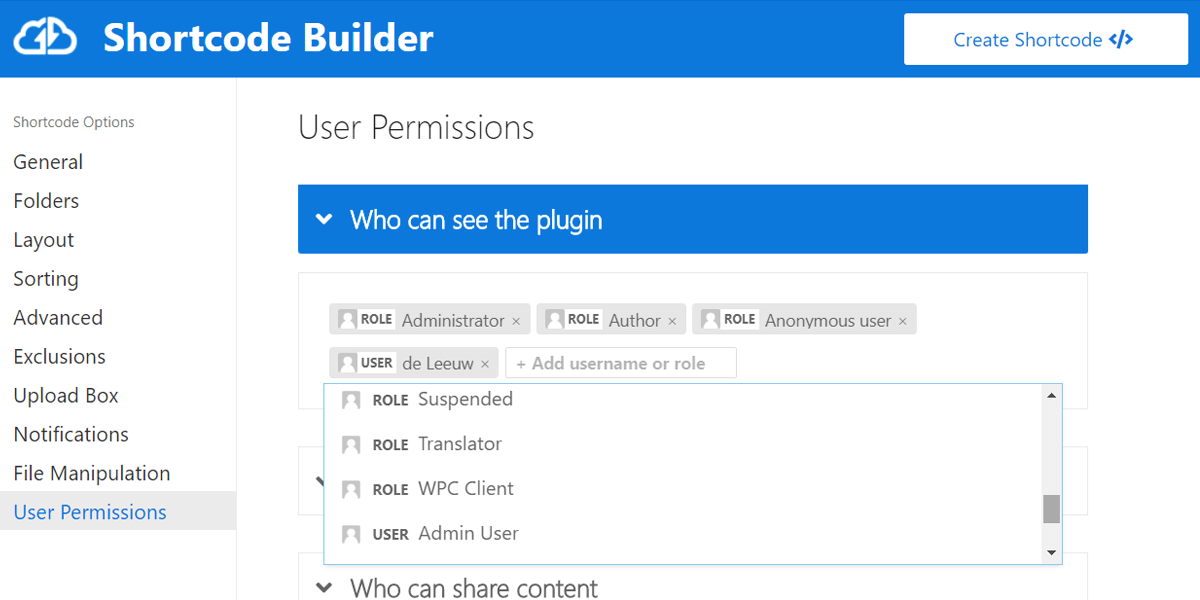 Shortcode Builder
Create Shortcode </>
Shortcode Options
General
Folders
Layout
Sorting
Advanced
Exclusions
Upload Box
Notifications
File Manipulation
User Permissions
User Permissions
Who can see the plugin
ROLE Administrator × ROLE Author × ROLE Anonymous user ×
USER de Leeuw × + Add username or role
ROLE Suspended
ROLE Translator
ROLE WPC Client
USER Admin User
Who can share content